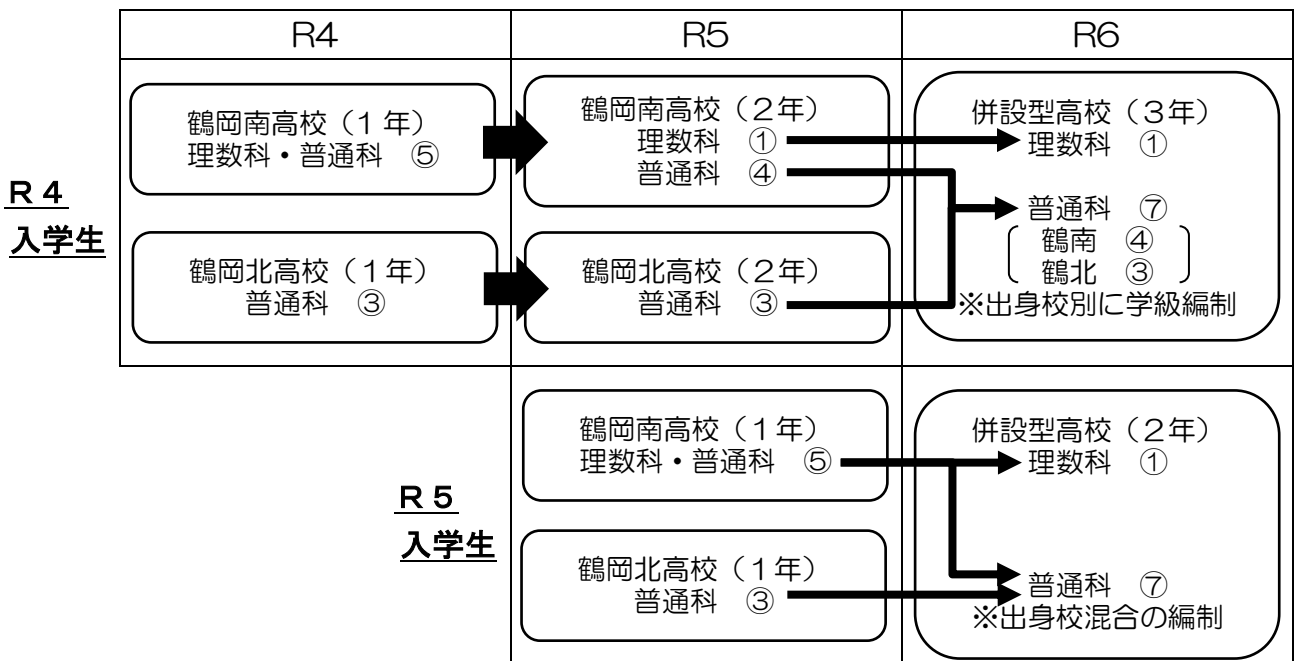 R4
R5
R6
R4
入学生
鶴岡南高校（1年）
理数科・普通科 ⑤
鶴岡南高校（2年）
理数科 ①
普通科 ④
併設型高校（3年）
理数科 ①
普通科 ⑦
鶴南 ④
鶴北 ③
※出身校別に学級編制
鶴岡北高校（1年）
普通科 ③
鶴岡北高校（2年）
普通科 ③
R5
入学生
鶴岡南高校（1年）
理数科・普通科 ⑤
鶴岡北高校（1年）
普通科 ③
併設型高校（2年）
理数科 ①
普通科 ⑦
※出身校混合の編制